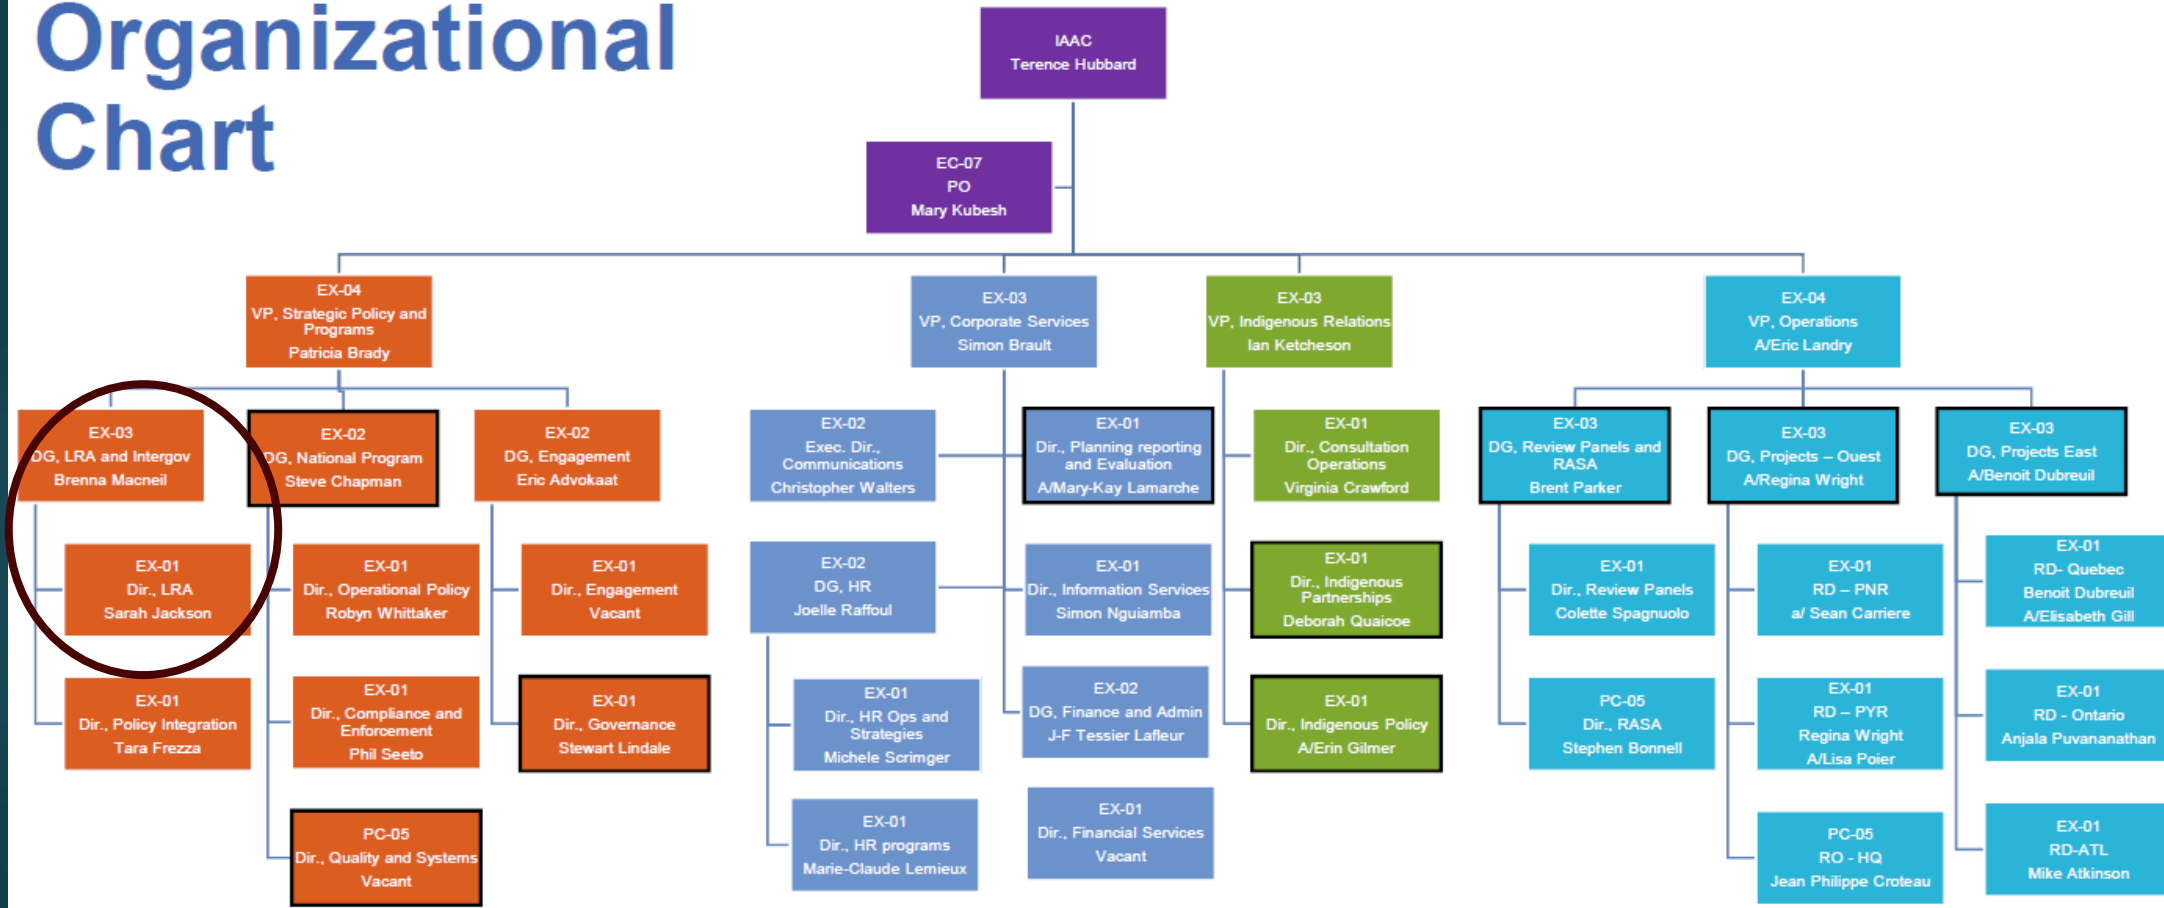 Organizational
Chart
IAAC
Terence Hubbard
EC-07
PO
Mary Kubesh
EX-04
VP, Strategic Policy and
Programs
Patricia Brady
EX-03
VP, Corporate Services
Simon Brault
EX-03
VP, Indigenous Relations
Ian Ketcheson
EX-04
VP, Operations
A/Eric Landry
EX-03
DG, LRA and Intergov
Brenna Macneil
EX-02
DG, National Program
Steve Chapman
EX-02
DG, Engagement
Eric Advokaat
EX-02
Exec. Dir.,
Communications
Christopher Walters
EX-01
Dir., Planning reporting
and Evaluation
A/Mary-Kay Lamarche
EX-01
Dir., Consultation
Operations
Virginia Crawford
EX-03
DG, Review Panels and
RASA
Brent Parker
EX-03
DG, Projects – Ouest
A/Regina Wright
EX-03
DG, Projects East
A/Benoit Dubreuil
EX-01
Dir., LRA
Sarah Jackson
EX-01
Dir., Operational Policy
Robyn Whittaker
EX-01
Dir., Engagement
Vacant
EX-02
DG, HR
Joelle Raffoul
EX-01
Dir., Information Services
Simon Nguiamba
EX-01
Dir., Indigenous
Partnerships
Deborah Quaicoe
EX-01
Dir., Review Panels
Colette Spagnuolo
EX-01
RD – PNR
a/ Sean Carriere
EX-01
RD- Quebec
Benoit Dubreuil
A/Elisabeth Gill
EX-01
Dir., Policy Integration
Tara Frezza
EX-01
Dir., Compliance and
Enforcement
Phil Seeto
EX-01
Dir., Governance
Stewart Lindale
EX-01
Dir., HR Ops and
Strategies
Michele Scrimger
EX-02
DG, Finance and Admin
J-F Tessier Lafleur
EX-01
Dir., Indigenous Policy
A/Erin Gilmer
PC-05
Dir., RASA
Stephen Bonnell
EX-01
RD – PYR
Regina Wright
A/Lisa Poier
EX-01
RD - Ontario
Anjala Puvananathan
PC-05
Dir., Quality and Systems
Vacant
EX-01
Dir., HR programs
Marie-Claude Lemieux
EX-01
Dir., Financial Services
Vacant
PC-05
RO - HQ
Jean Philippe Croteau
EX-01
RD-ATL
Mike Atkinson